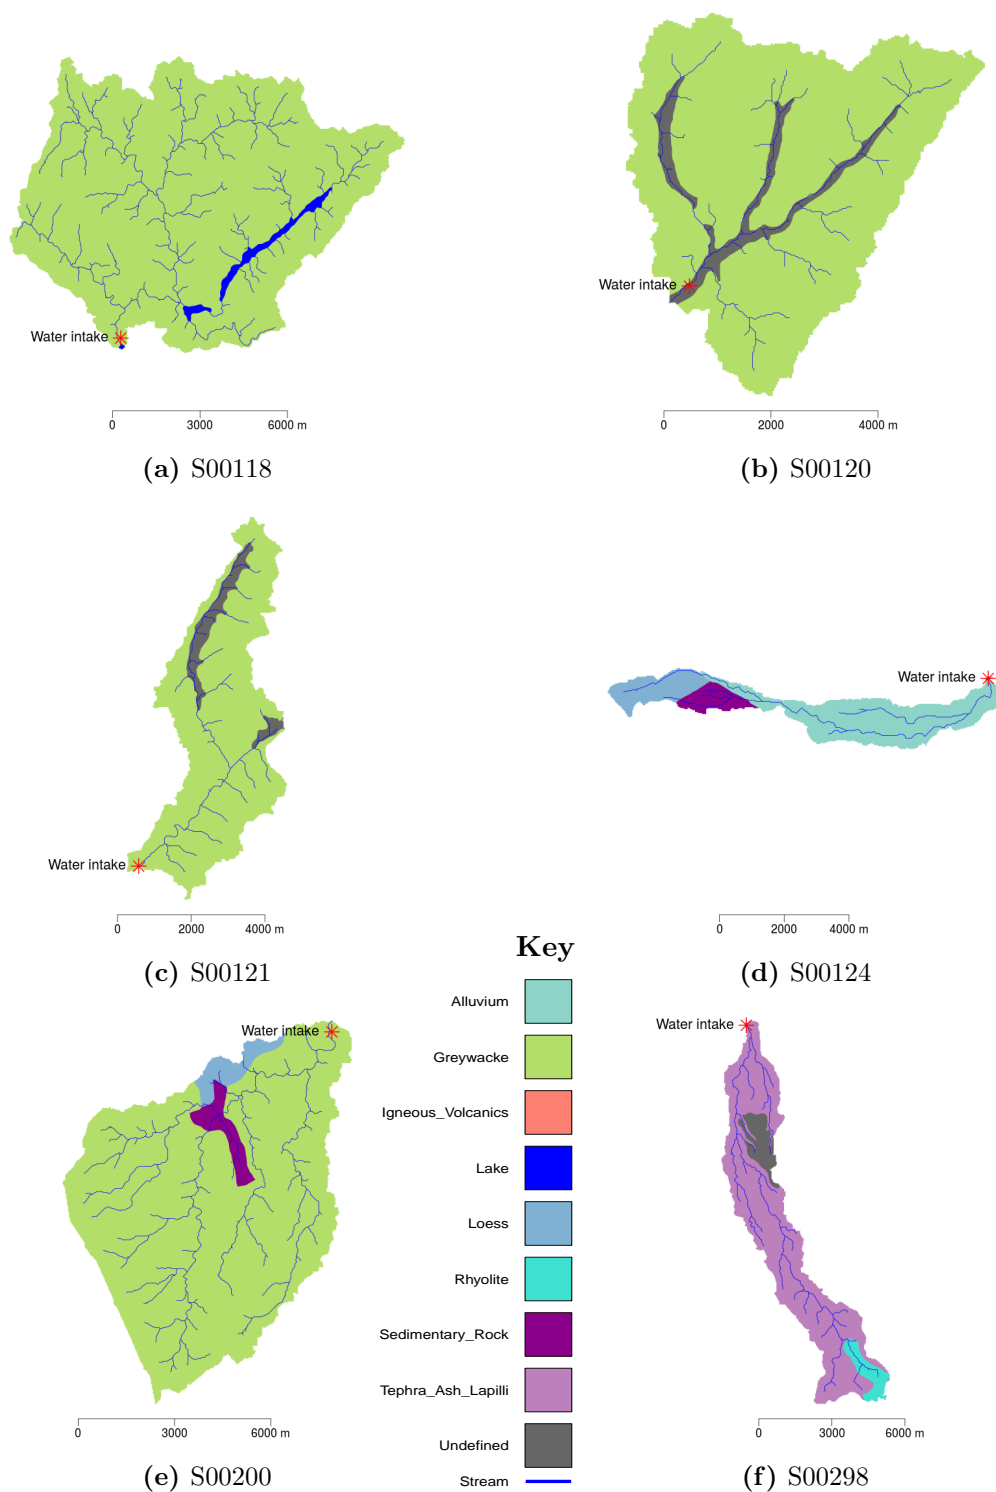 Water intake
0 3000 6000 m
(a) S00118
Water intake
0 2000 4000 m
(b) S00120
Water intake
0 2000 4000 m
(c) S00121
Water intake
0 2000 4000 m
(d) S00124
Key
Alluvium
Greywacke
Igneous_Volcanics
Lake
Loess
Rhyolite
Sedimentary_Rock
Tephra_Ash_Lapilli
Undefined
Stream
Water intake
0 3000 6000 m
(e) S00200
Water intake
0 3000 6000 m
(f) S00298